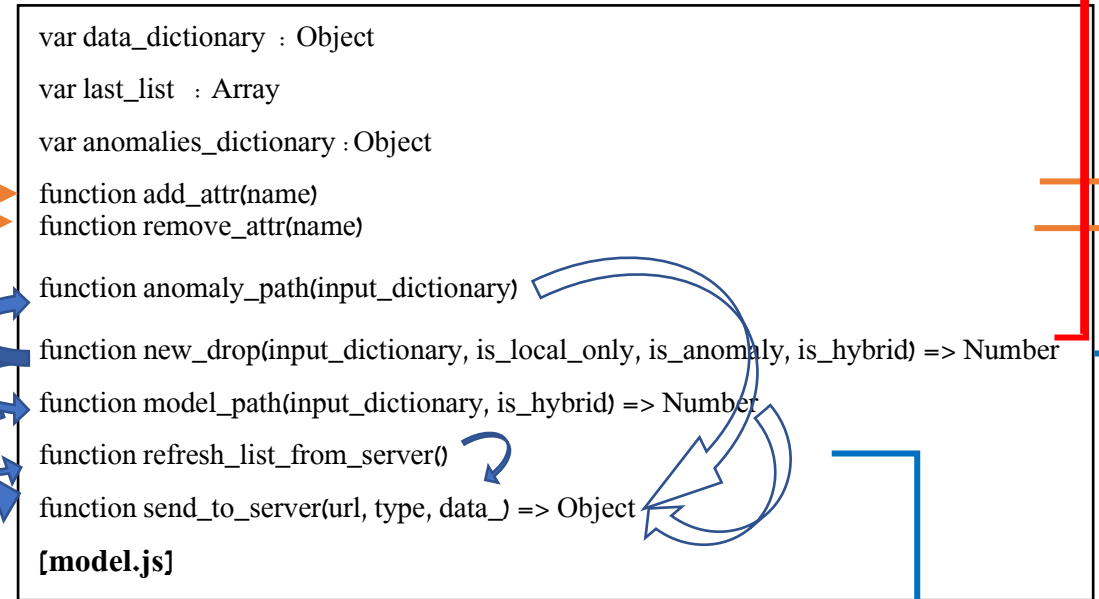 var data_dictionary : Object
var last_list : Array
var anomalies_dictionary : Object
function add_attr(name)
function remove_attr(name)
function anomaly_path(input_dictionary)
function new_drop(input_dictionary, is_local_only, is_anomaly, is_hybrid) => Number
function model_path(input_dictionary, is_hybrid) => Number
function refresh_list_from_server()
function send_to_server(url, type, data_) => Object
[model.js]